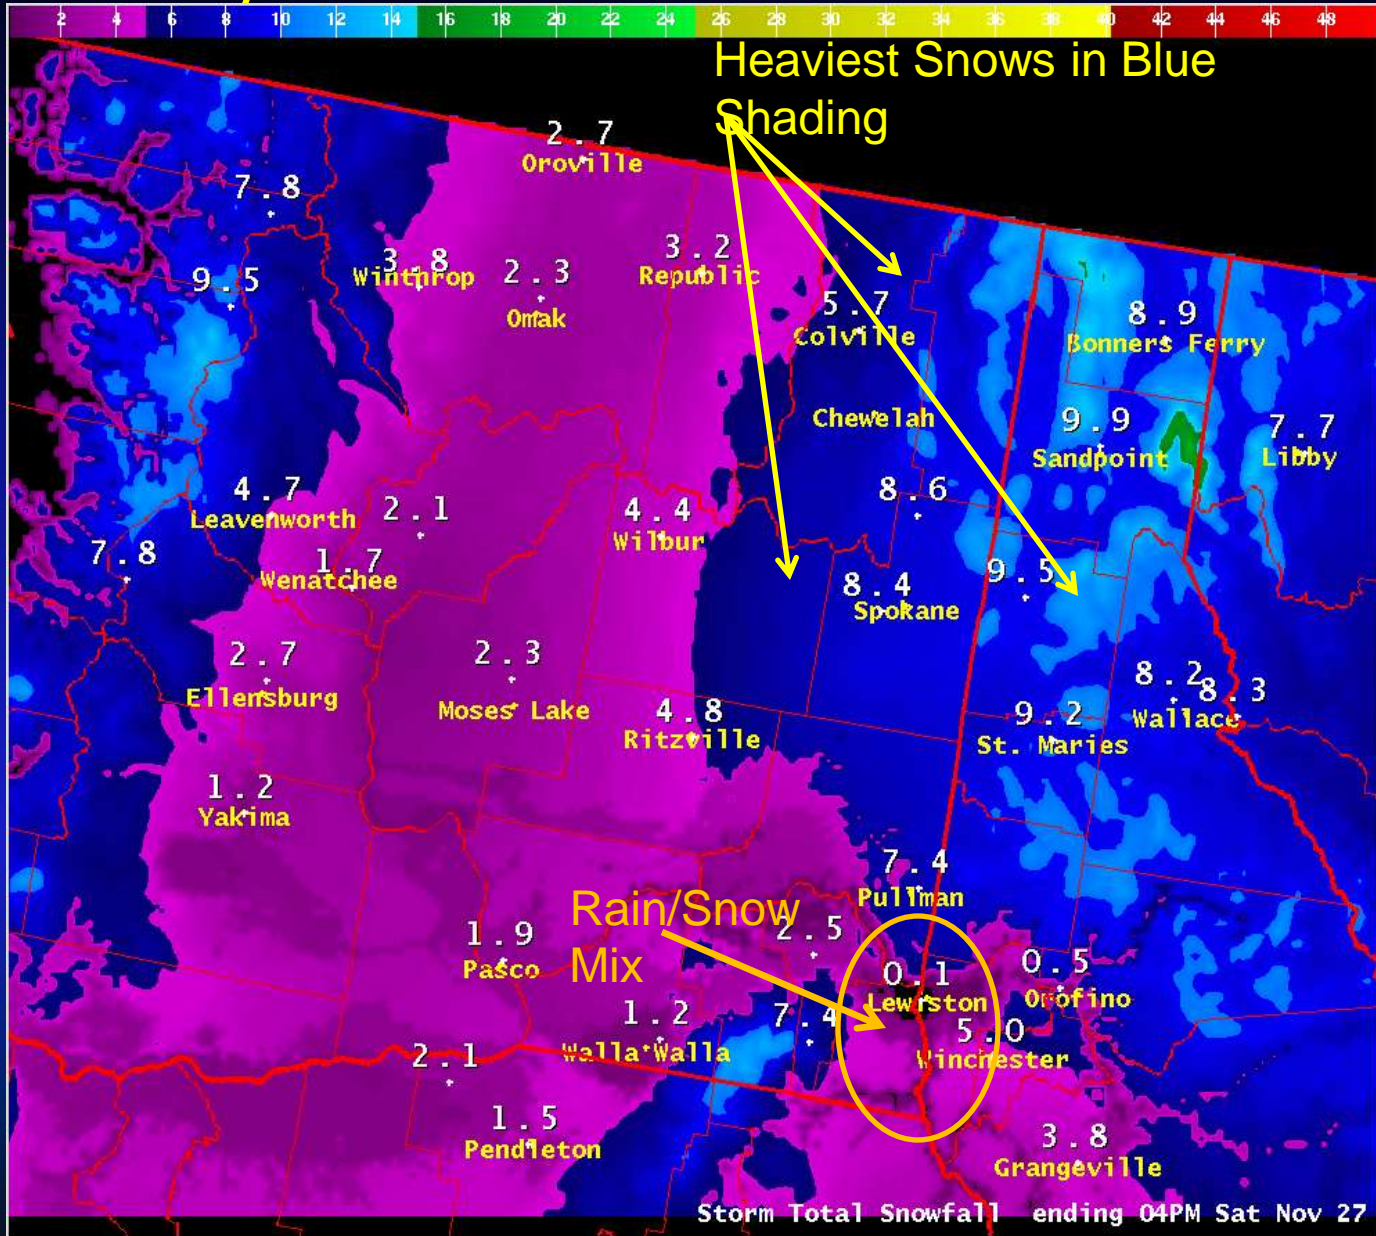 2 4 6 8 10 12 14 16 18 20 22 24 26 28 30 32 34 36 38 40 42 44 46 48
Heaviest Snows in Blue
Shading
2.7
Oroville
7.8
3.8
Winthrop
2.3
Omak
3.2
Republic
9.5
5.7
Colville
8.9
Bonners Ferry
Chewelah
9.9
Sandpoint
7.7
Libby
4.7
Leavenworth
2.1
4.4
Wilbur
8.6
7.8
1.7
Wenatchee
8.4
Spokane
9.5
2.7
Ellensburg
2.3
Moses Lake
4.8
Ritzville
9.2
St. Maries
8.2
8.3
Wallace
1.2
Yakima
7.4
Pullman
Rain/Snow
Mix
1.9
Pasco
2.5
0.1
Lewiston
0.5
Orofino
1.2
Walla Walla
7.4
5.0
Winchester
2.1
1.5
Pendleton
3.8
Grangeville
Storm Total Snowfall ending 04PM Sat Nov 27